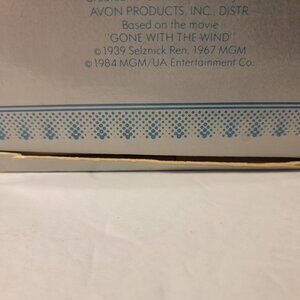 AVON PRODUCTS, INC. DISTR.
Based on the movie
"GONE WITH THE WIND"
© 1939 Selznick Ren. 1967 MGM
© 1984 MGM/UA Entertainment Co.